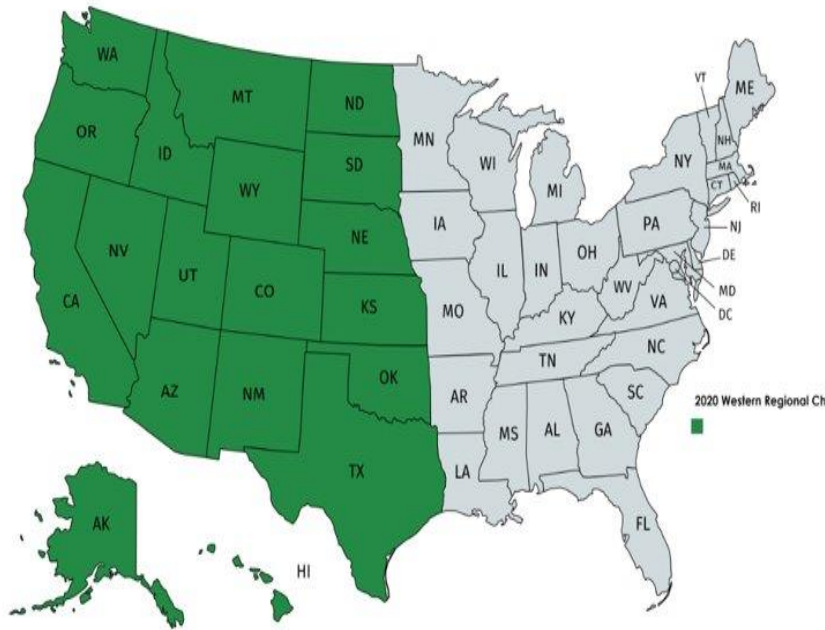 WA
MT
ND
OR
ID
SD
WY
NE
NV
UT
CO
KS
CA
AZ
NM
OK
TX
AK
HI
MN
WI
MI
IA
IL
IN
OH
MO
KY
WV
VA
PA
NY
VT
NH
ME
MA
CT
RI
NJ
DE
MD
DC
NC
TN
SC
AR
MS
AL
GA
LA
FL
2020 Western Regional Ch